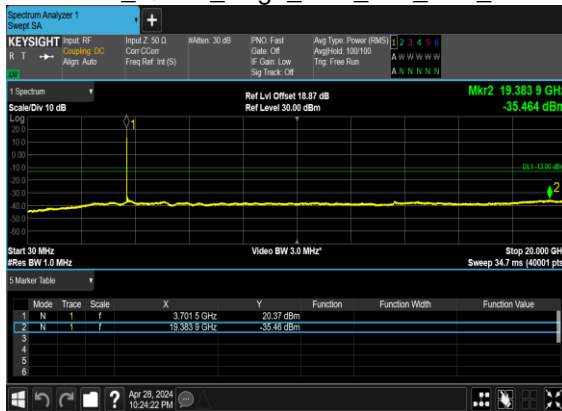 Spectrum Analyzer 1
Swept SA
KEYSIGHT Input: RF Input Z: 50 Ω #Atten: 30 dB PNO: Fast Avg Type: Power (RMS) 1 2 3 4 5 6
R T Coupling: DC Corr CCorr Gate: Off Avg|Hold: 100/100 A W W W W W
Align: Auto Freq Ref: Int (S) IF Gain: Low Trig: Free Run
Sig Track: Off A N N N N N
1 Spectrum Ref Lvl Offset 18.87 dB Mkr2 19.383 9 GHz
Scale/Div 10 dB Ref Level 30.00 dBm -35.464 dBm
Log
20.0
10.0
0.00
-10.0
DL1 -13.00 dBm
-20.0
-30.0
-40.0
-50.0
-60.0
1
2
Start 30 MHz Video BW 3.0 MHz* Stop 20.000 GHz
#Res BW 1.0 MHz Sweep 34.7 ms (40001 pts)
5 Marker Table
Mode Trace Scale X Y Function Function Width Function Value
1 N 1 f 3.701 5 GHz 20.37 dBm
2 N 1 f 19.383 9 GHz -35.46 dBm
3
4
5
6
? Apr 28, 2024
10:24:22 PM